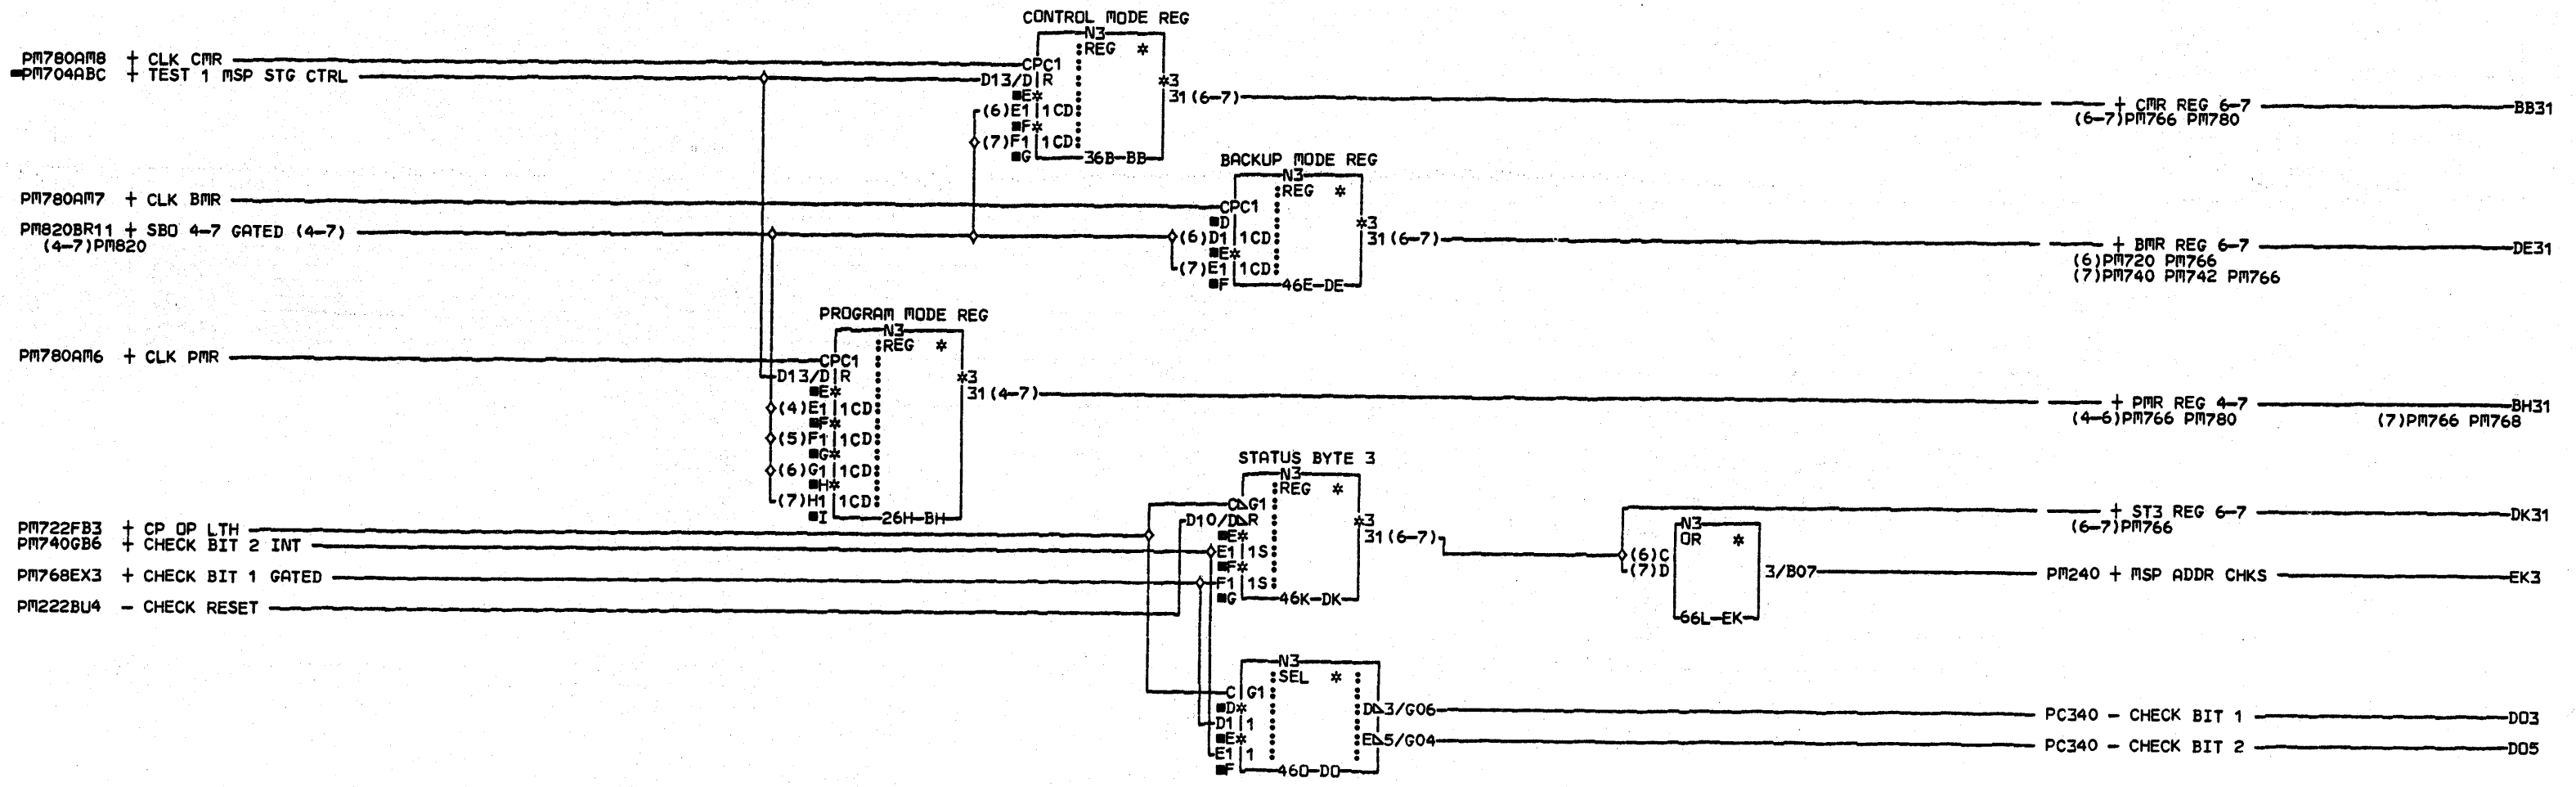 CONTROL MODE REG
N3
REG *
PM780AM8 + CLK CMR
CPC1
■PM704ABC + TEST 1 MSP STG CTRL
D13/D R
*3
■E*
31(6-7)
+ CMR REG 6-7
BB31
(6)E1 1CD
(6-7)PM766 PM780
■F*
(7)F1 1CD
■G
36B-BB
BACKUP MODE REG
N3
REG *
PM780AM7 + CLK BMR
CPC1
■D
*3
PM820BR11 + SBO 4-7 GATED (4-7)
(4-7)PM820
(6)D1 1CD
31(6-7)
+ BMR REG 6-7
DE31
■E*
(6)PM720 PM766
(7)E1 1CD
(7)PM740 PM742 PM766
■F
46E-DE
PROGRAM MODE REG
N3
REG *
PM780AM6 + CLK PMR
CPC1
D13/D R
*3
■E*
31(4-7)
+ PMR REG 4-7
BH31
(4)E1 1CD
(4-6)PM766 PM780
(7)PM766 PM768
■F*
(5)F1 1CD
■G*
(6)G1 1CD
■H*
(7)H1 1CD
■I
26H-BH
STATUS BYTE 3
N3
REG *
C G1
+ ST3 REG 6-7
DK31
(6-7)PM766
PM722FB3 + CP OP LTH
D10/D R
*3
■E*
31(6-7)
PM740GB6 + CHECK BIT 2 INT
E1 1S
■F*
PM768EX3 + CHECK BIT 1 GATED
F1 1S
■G
46K-DK
N3
OR *
(6)C
(7)D
3/B07
PM240 + MSP ADDR CHKS
EK3
66L-EK
PM222BU4 - CHECK RESET
N3
SEL *
C G1
■D*
D 3/G06
PC340 - CHECK BIT 1
DO3
D1 1
■E*
E 5/G04
PC340 - CHECK BIT 2
DO5
E1 1
■F
46O-DO